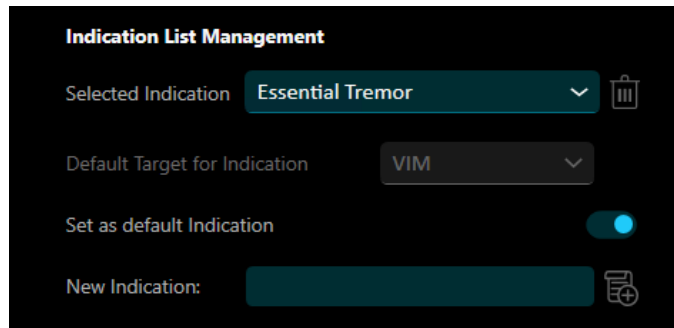 Indication List Management
Selected Indication Essential Tremor
Default Target for Indication VIM
Set as default Indication
New Indication: